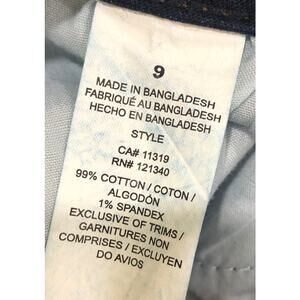 9
MADE IN BANGLADESH
FABRIQUÉ AU BANGLADESH
HECHO EN BANGLADESH
STYLE
CA# 11319
RN# 121340
99% COTTON / COTON /
ALGODÓN
1% SPANDEX
EXCLUSIVE OF TRIMS /
GARNITURES NON
COMPRISES / EXCLUYEN
DO AVIOS